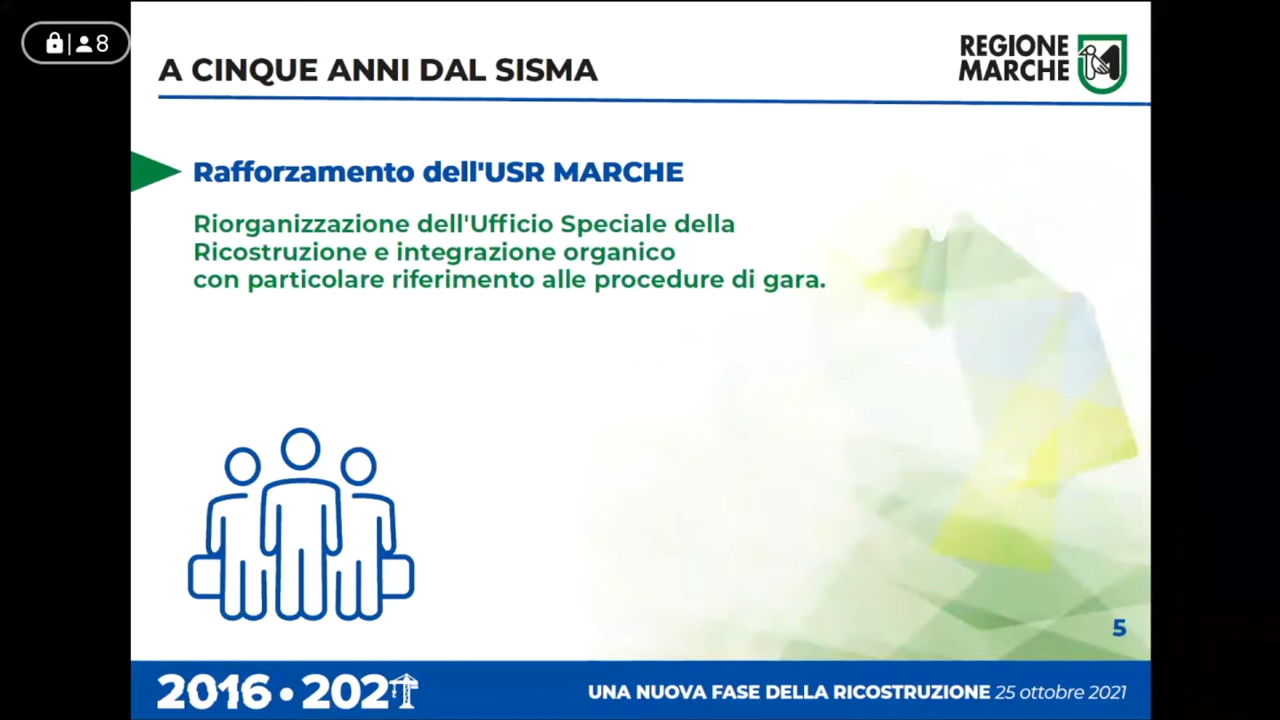 8
A CINQUE ANNI DAL SISMA
REGIONE
MARCHE
Rafforzamento dell'USR MARCHE
Riorganizzazione dell'Ufficio Speciale della
Ricostruzione e integrazione organico
con particolare riferimento alle procedure di gara.
5
2016 • 2021
UNA NUOVA FASE DELLA RICOSTRUZIONE 25 ottobre 2021